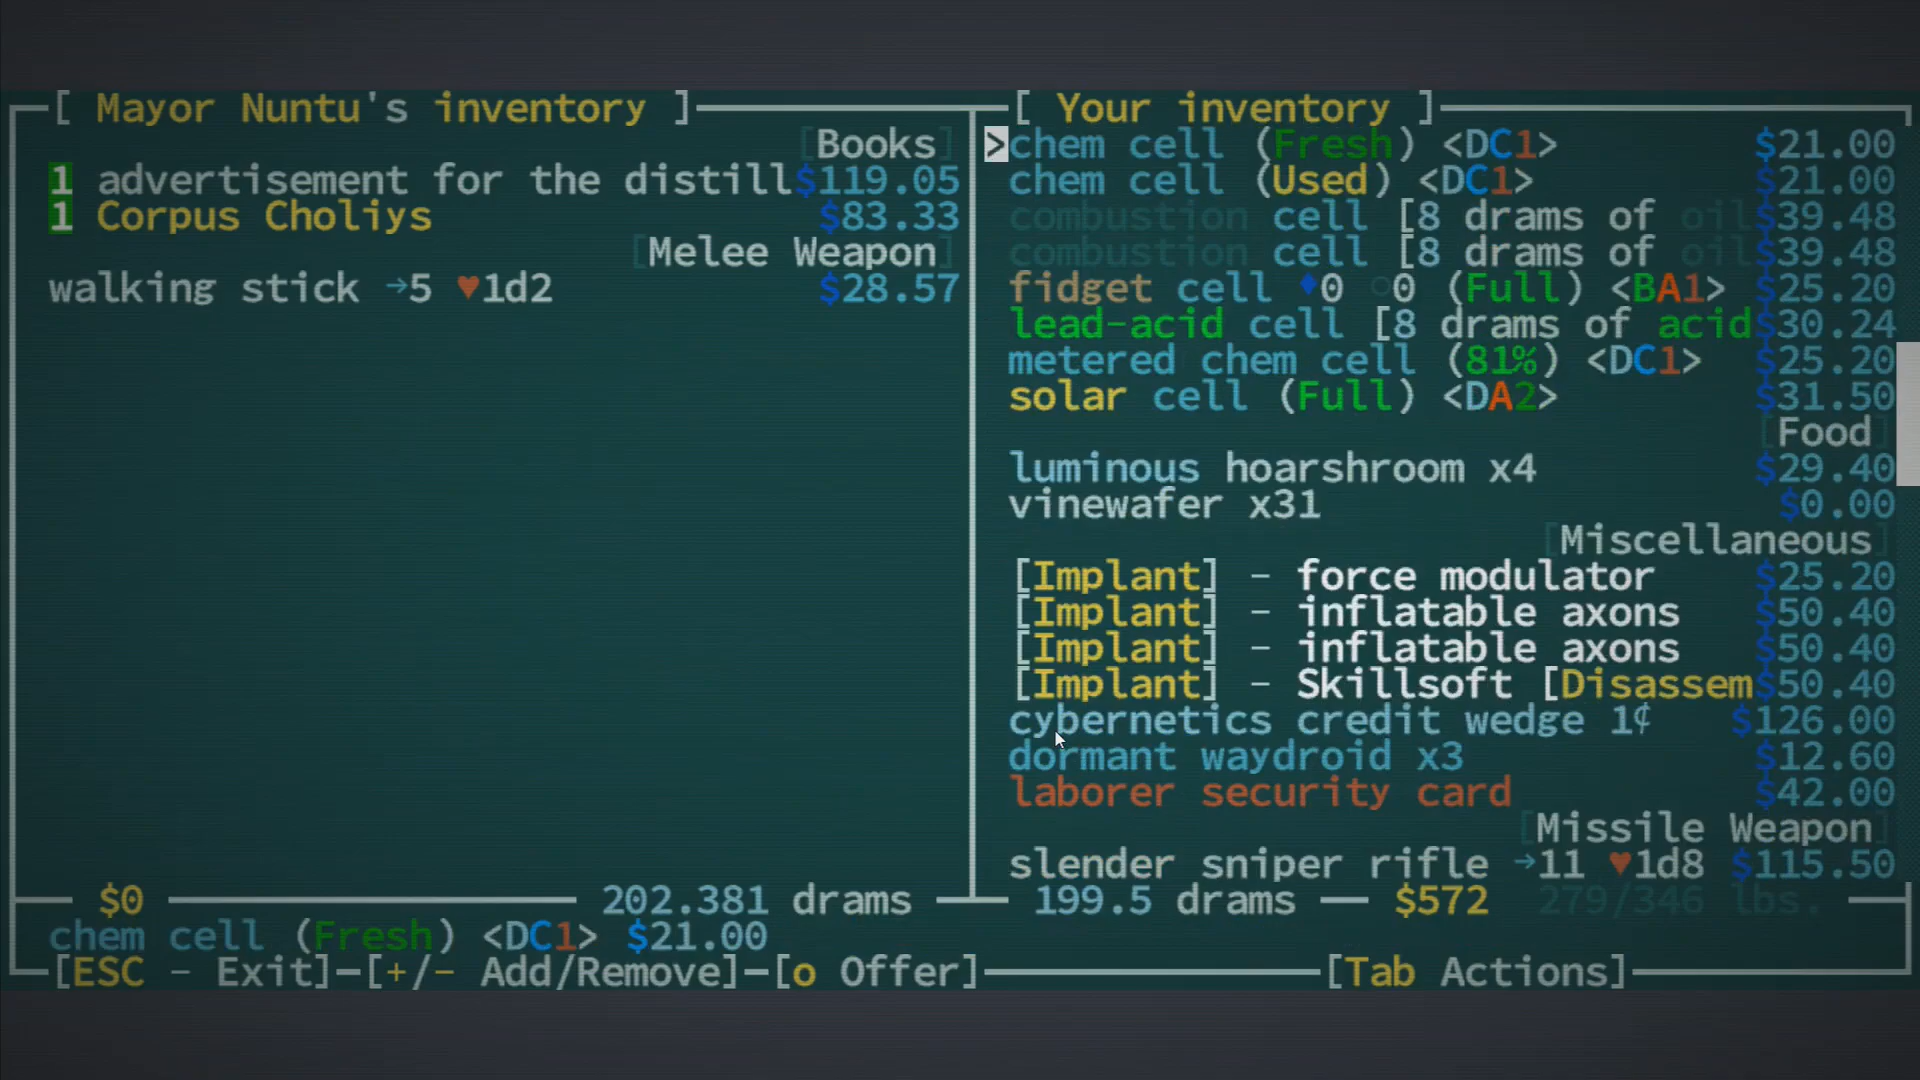 [ Mayor Nuntu's inventory ]
[Books]
1 advertisement for the distill $119.05
1 Corpus Choliys $83.33
[Melee Weapon]
walking stick →5 ♥1d2 $28.57
$0 202.381 drams
[ Your inventory ]
>chem cell (Fresh) <DC1> $21.00
chem cell (Used) <DC1> $21.00
combustion cell [8 drams of oil $39.48
combustion cell [8 drams of oil $39.48
fidget cell ♦0 ○0 (Full) <BA1> $25.20
lead-acid cell [8 drams of acid $30.24
metered chem cell (81%) <DC1> $25.20
solar cell (Full) <DA2> $31.50
[Food]
luminous hoarshroom x4 $29.40
vinewafer x31 $0.00
[Miscellaneous]
[Implant] - force modulator $25.20
[Implant] - inflatable axons $50.40
[Implant] - inflatable axons $50.40
[Implant] - Skillsoft [Disassem $50.40
cybernetics credit wedge 1¢ $126.00
dormant waydroid x3 $12.60
laborer security card $42.00
[Missile Weapon]
slender sniper rifle →11 ♥1d8 $115.50
199.5 drams — $572 279/346 lbs.
chem cell (Fresh) <DC1> $21.00
[ESC - Exit]—[+/- Add/Remove]—[o Offer] [Tab Actions]